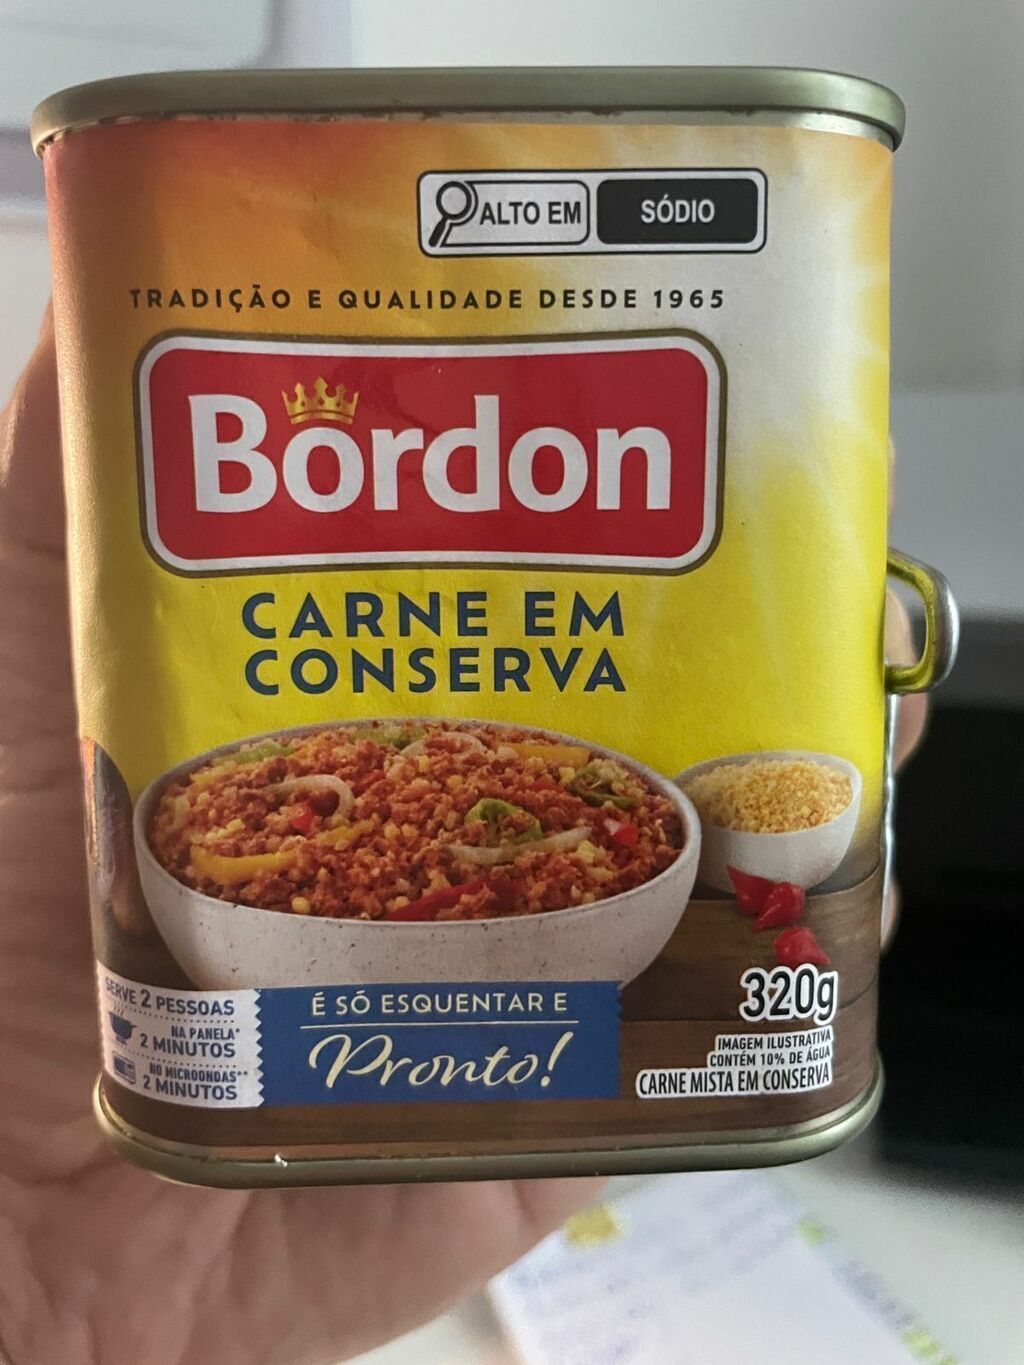 ALTO EM SÓDIO
TRADIÇÃO E QUALIDADE DESDE 1965
Bordon
CARNE EM
CONSERVA
SERVE 2 PESSOAS
NA PANELA*
2 MINUTOS
NO MICROONDAS**
2 MINUTOS
É SÓ ESQUENTAR E
Pronto!
320g
IMAGEM ILUSTRATIVA
CONTÉM 10% DE ÁGUA
CARNE MISTA EM CONSERVA